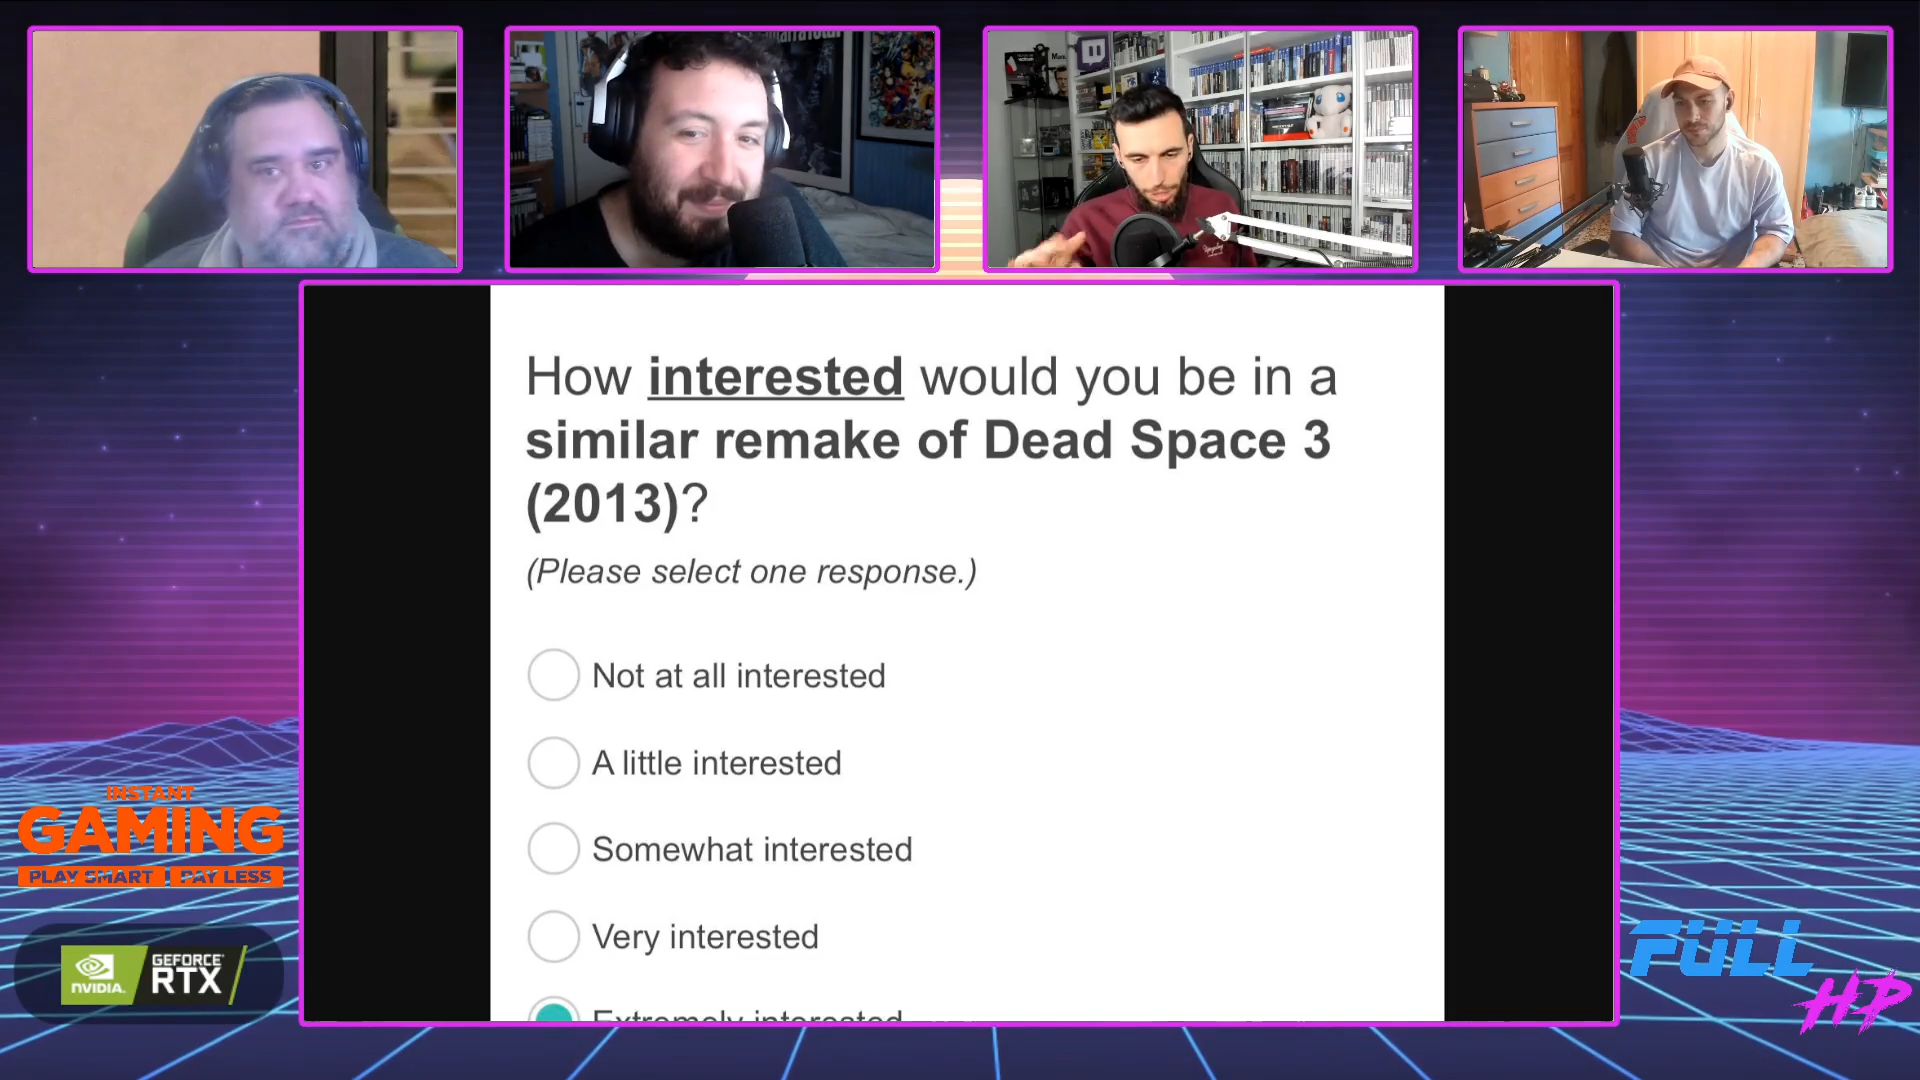 How interested would you be in a
similar remake of Dead Space 3
(2013)?
(Please select one response.)
Not at all interested
A little interested
Somewhat interested
Very interested
Extremely interested
INSTANT
GAMING
PLAY SMART PAY LESS
NVIDIA.
GEFORCE
RTX
FULL
HP